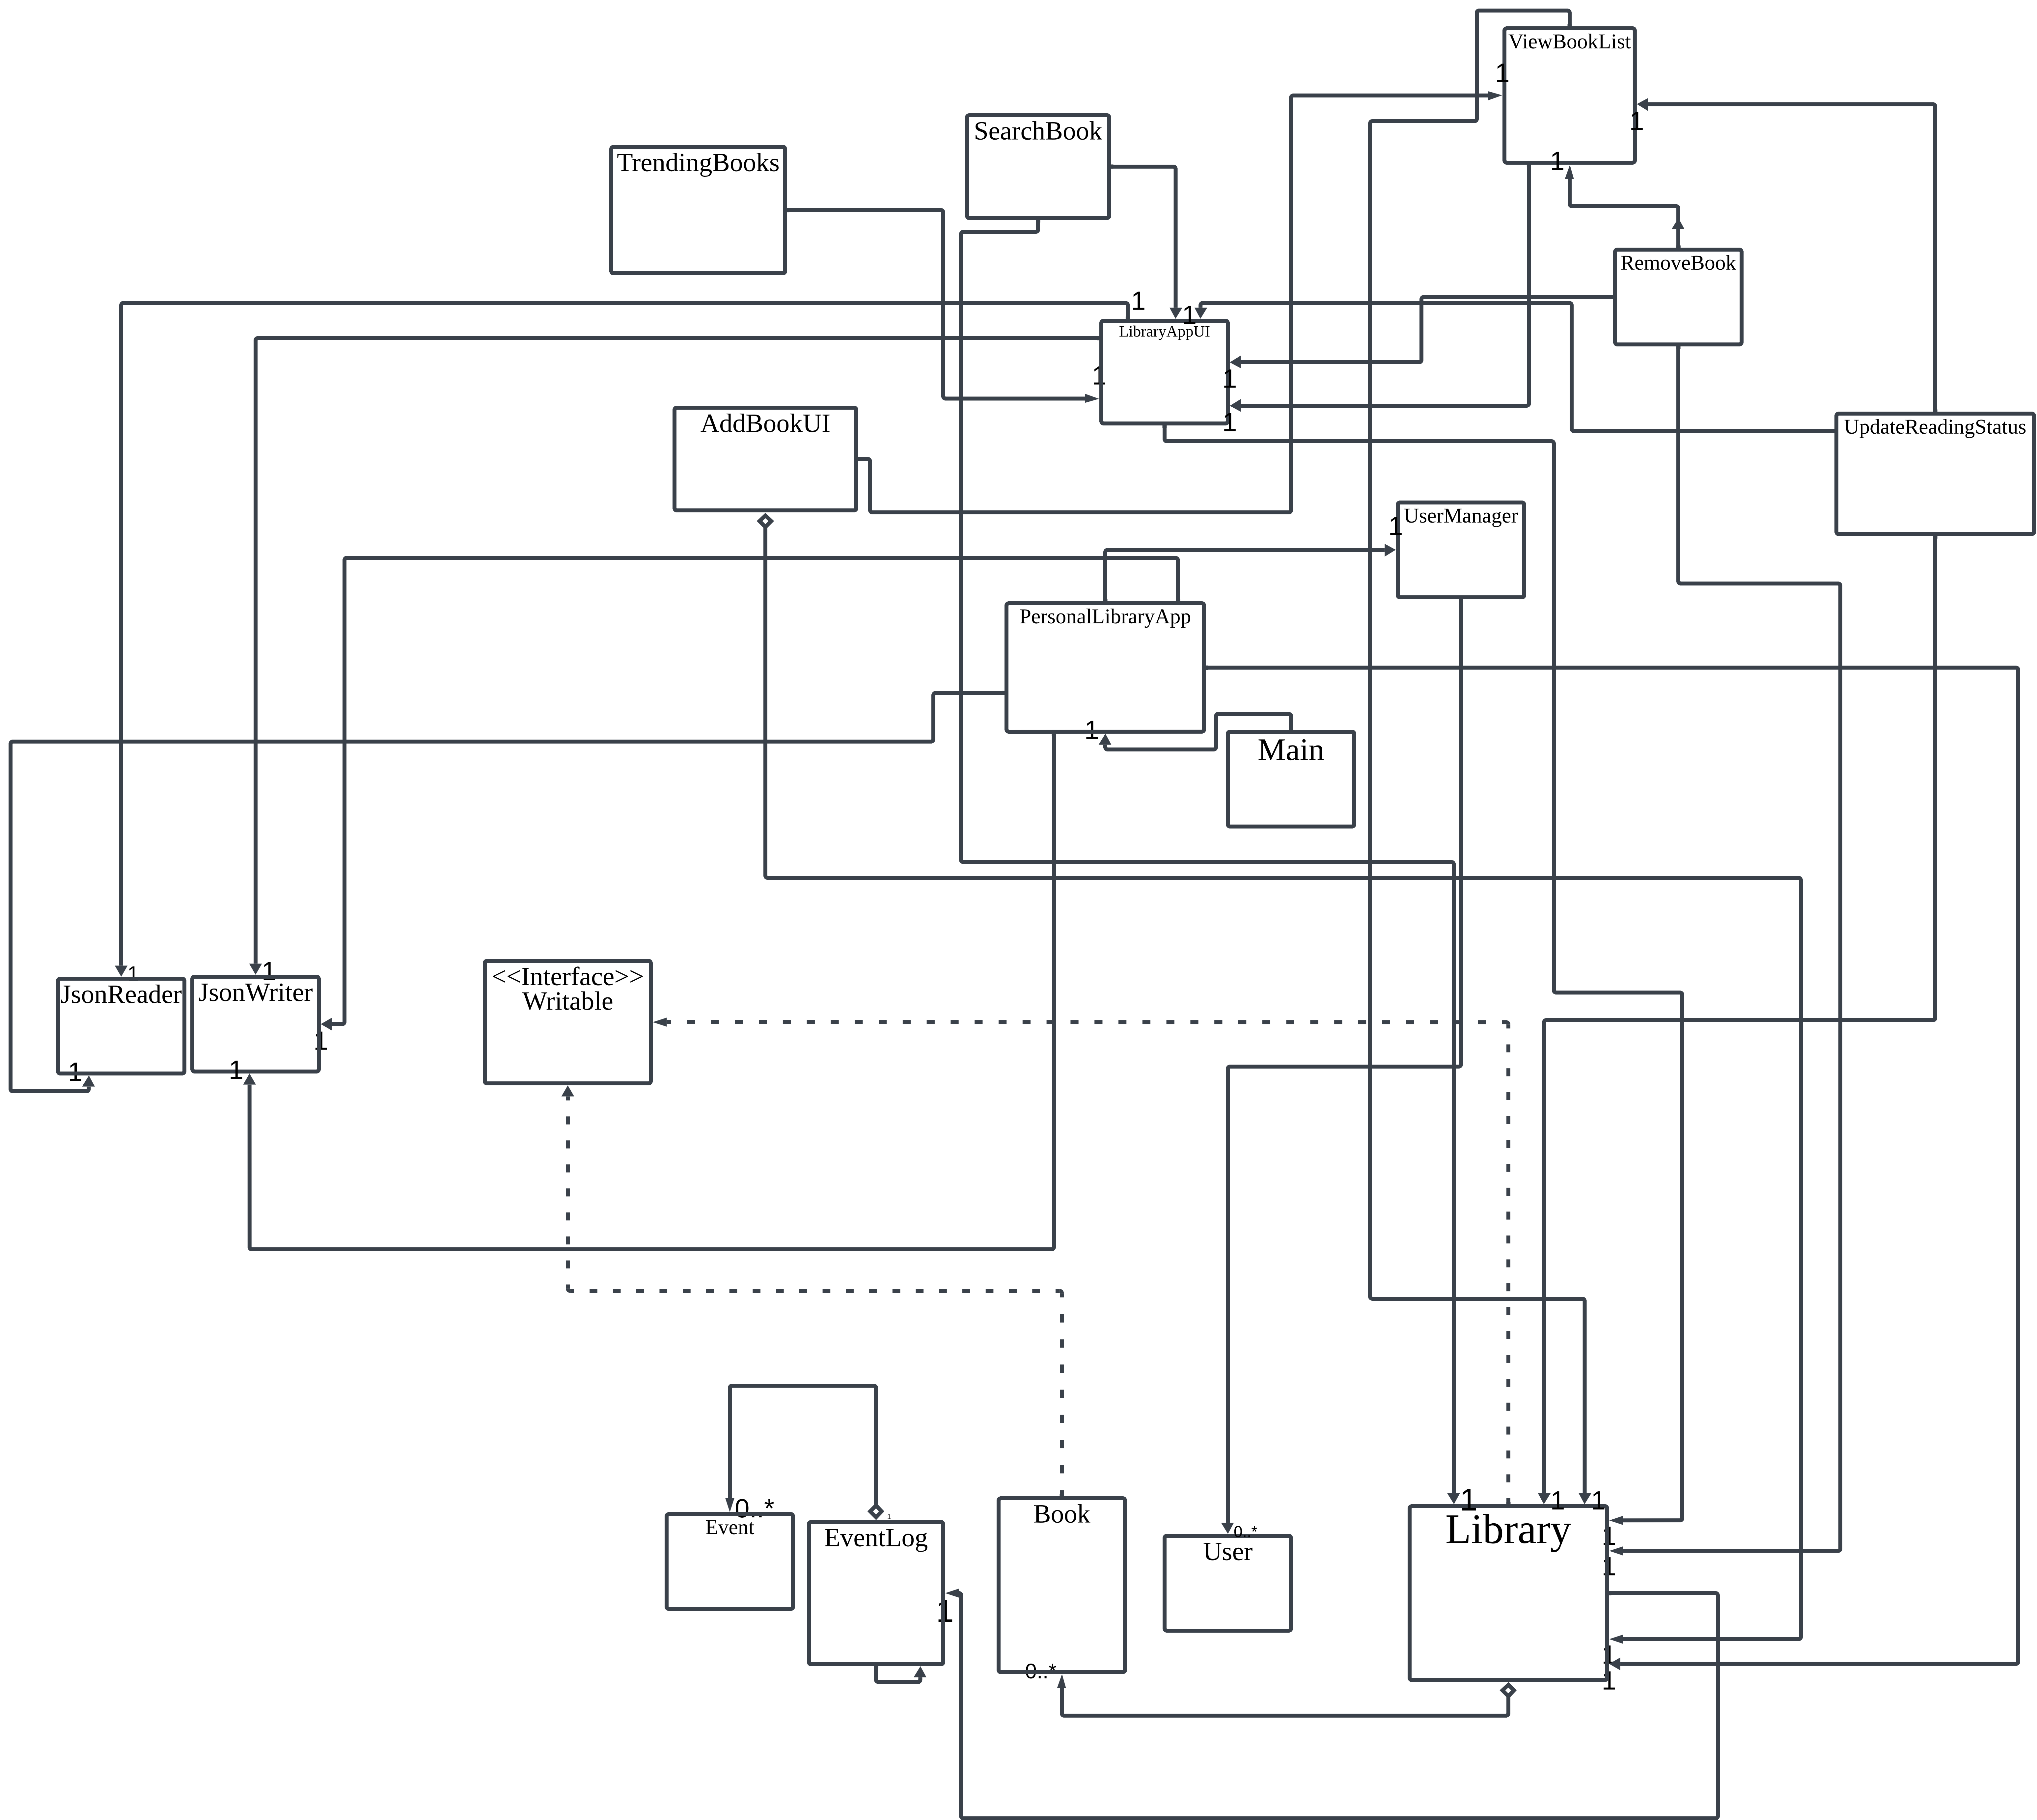 ViewBookList
1
1
1
SearchBook
TrendingBooks
RemoveBook
1
1
LibraryAppUI
1
1
1
AddBookUI
UpdateReadingStatus
UserManager
1
PersonalLibraryApp
1
Main
1
1
JsonReader
JsonWriter
<<Interface>>
Writable
1
1
1
0..*
Event
1
EventLog
1
Book
0..*
0..*
User
1
1
1
Library
1
1
1
1